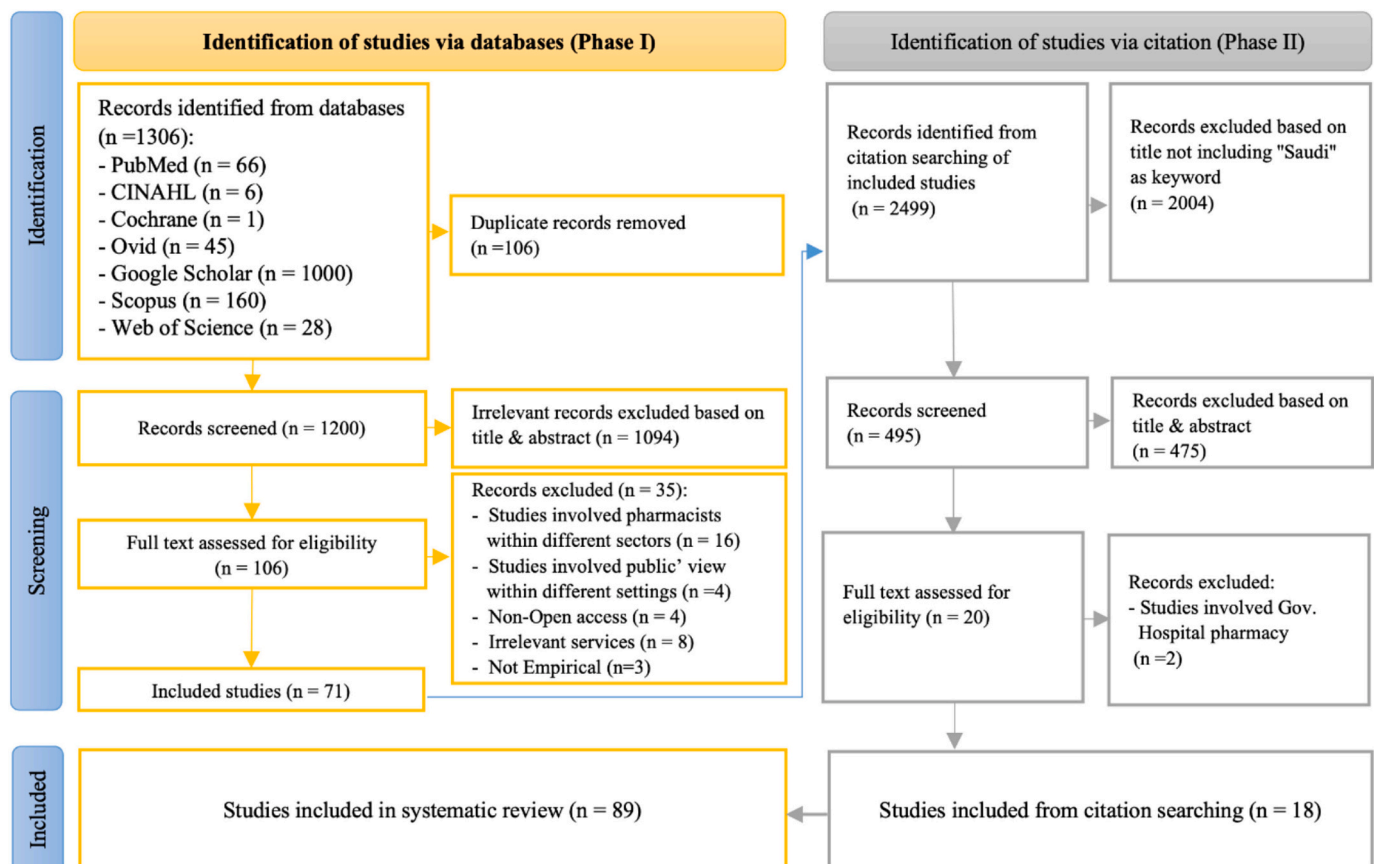 Identification of studies via databases (Phase I)
Identification of studies via citation (Phase II)
Identification
Records identified from databases
(n =1306):
- PubMed (n = 66)
- CINAHL (n = 6)
- Cochrane (n = 1)
- Ovid (n = 45)
- Google Scholar (n = 1000)
- Scopus (n = 160)
- Web of Science (n = 28)
Duplicate records removed
(n =106)
Records identified from
citation searching of
included studies
(n = 2499)
Records excluded based on
title not including "Saudi"
as keyword
(n = 2004)
Screening
Records screened (n = 1200)
Irrelevant records excluded based on
title & abstract (n = 1094)
Records screened
(n = 495)
Records excluded based on
title & abstract
(n = 475)
Full text assessed for eligibility
(n = 106)
Records excluded (n = 35):
- Studies involved pharmacists
within different sectors (n = 16)
- Studies involved public' view
within different settings (n =4)
- Non-Open access (n = 4)
- Irrelevant services (n = 8)
- Not Empirical (n=3)
Full text assessed for
eligibility (n = 20)
Records excluded:
- Studies involved Gov.
Hospital pharmacy
(n =2)
Included studies (n = 71)
Included
Studies included in systematic review (n = 89)
Studies included from citation searching (n = 18)